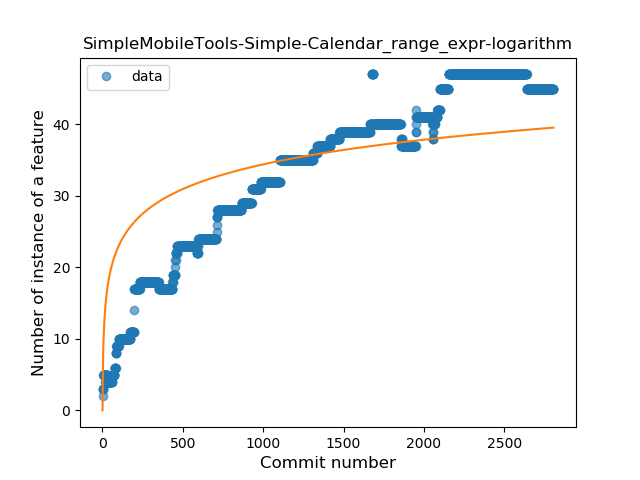 SimpleMobileTools-Simple-Calendar_range_expr-logarithm
data
Number of instance of a feature
40
30
20
10
0
0 500 1000 1500 2000 2500
Commit number